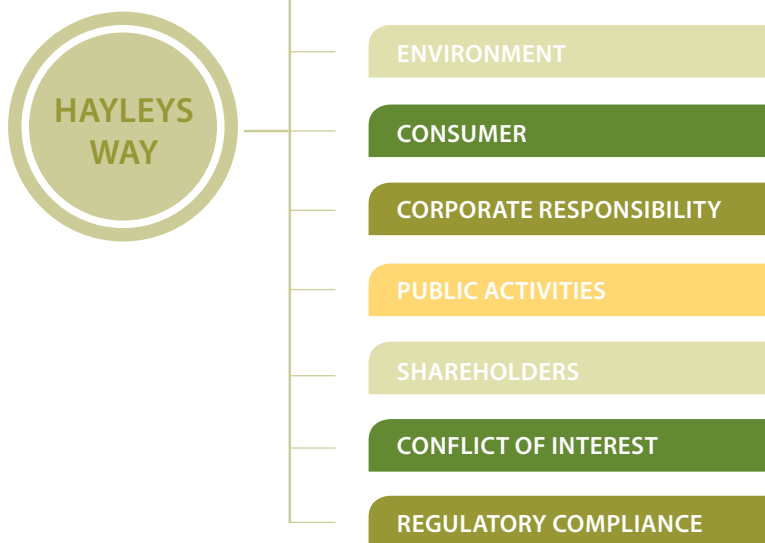 HAYLEYS
WAY
ENVIRONMENT
CONSUMER
CORPORATE RESPONSIBILITY
PUBLIC ACTIVITIES
SHAREHOLDERS
CONFLICT OF INTEREST
REGULATORY COMPLIANCE